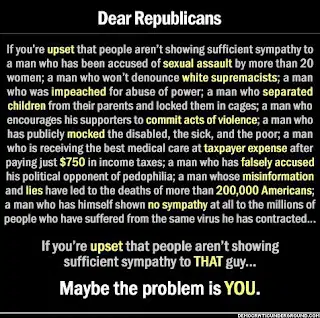 Dear Republicans
If you're upset that people aren't showing sufficient sympathy to
a man who has been accused of sexual assault by more than 20
women; a man who won't denounce white supremacists; a man
who was impeached for abuse of power; a man who separated
children from their parents and locked them in cages; a man who
encourages his supporters to commit acts of violence; a man who
has publicly mocked the disabled, the sick, and the poor; a man
who is receiving the best medical care at taxpayer expense after
paying just $750 in income taxes; a man who has falsely accused
his political opponent of pedophilia; a man whose misinformation
and lies have led to the deaths of more than 200,000 Americans;
a man who has himself shown no sympathy at all to the millions of
people who have suffered from the same virus he has contracted...
If you're upset that people aren't showing
sufficient sympathy to THAT guy...
Maybe the problem is YOU.
DEMOCRATICUNDERGROUND.COM